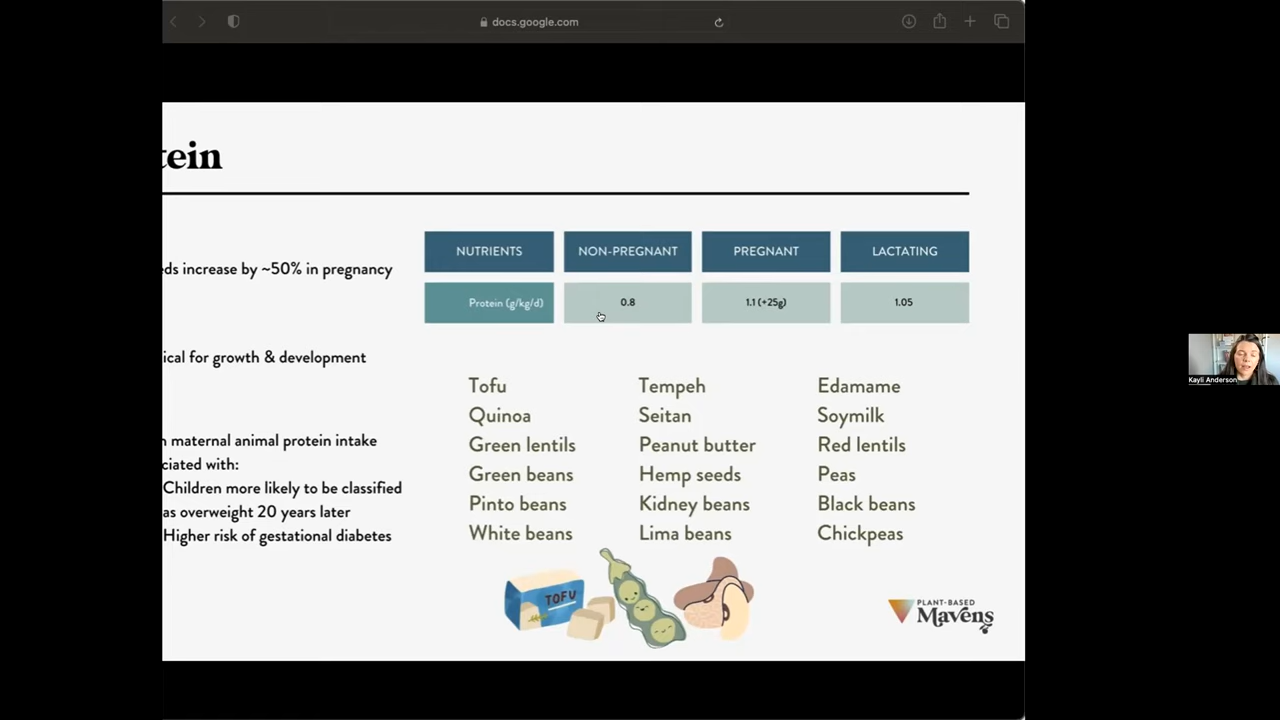 docs.google.com
tein
NUTRIENTS NON-PREGNANT PREGNANT LACTATING
Protein (g/kg/d) 0.8 1.1 (+25g) 1.05
eds increase by ~50% in pregnancy
ical for growth & development
maternal animal protein intake
ciated with:
Children more likely to be classified
as overweight 20 years later
Higher risk of gestational diabetes
Tofu Tempeh Edamame
Quinoa Seitan Soymilk
Green lentils Peanut butter Red lentils
Green beans Hemp seeds Peas
Pinto beans Kidney beans Black beans
White beans Lima beans Chickpeas
TOFU
PLANT-BASED
Mavens
Kayli Anderson